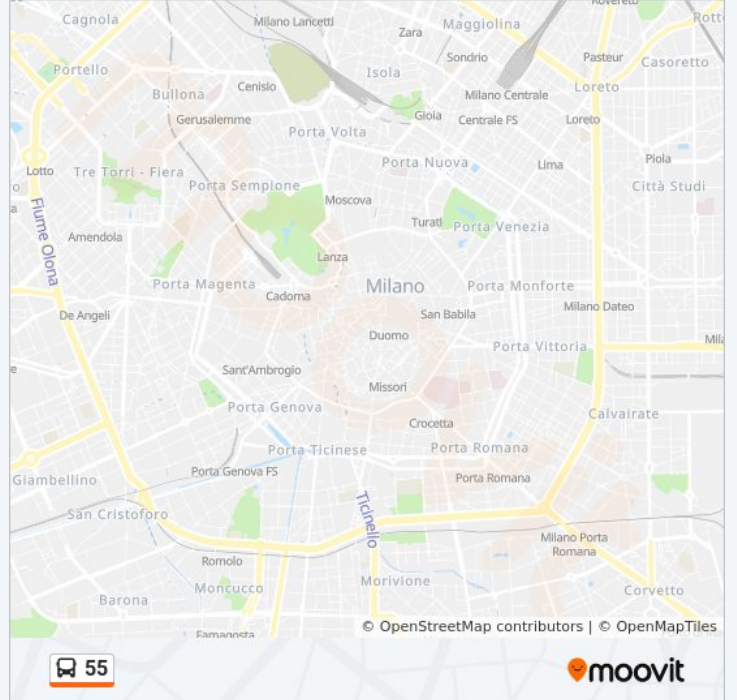 Rovereto
Cagnola
Milano Lancetti
Maggiolina
Rott
Zara
Sondrio
Pasteur
Casoretto
Portello
Isola
Cenisio
Loreto
Bullona
Milano Centrale
Gioia
Gerusalemme
Centrale FS
Loreto
Porta Volta
Piola
Porta Nuova
Lima
Lotto
Tre Torri - Fiera
Porta Sempione
Città Studi
o
Moscova
a
Turati
Porta Venezia
Fiume Olona
Amendola
Lanza
Porta Magenta
Milano
Porta Monforte
Cadorna
Milano Dateo
De Angeli
San Babila
Duomo
Mila
Porta Vittoria
e
Sant'Ambrogio
Missori
Porta Genova
Calvairate
Crocetta
Porta Ticinese
Porta Romana
Porta Genova FS
Porta Romana
Giambellino
Ticinello
San Cristoforo
Milano Porta
Romana
Romolo
Morivione
Moncucco
Corvetto
Barona
Famagosta
© OpenStreetMap contributors | © OpenMapTiles
55
moovit